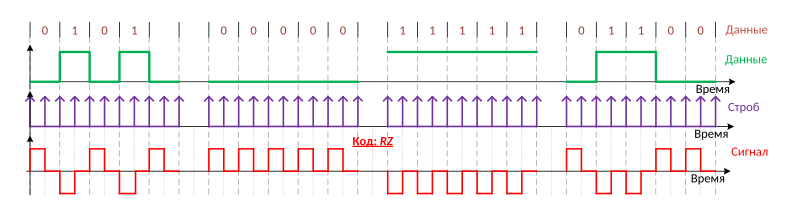 0 1 0 1 0 0 0 0 0 1 1 1 1 1 0 1 1 0 0 Данные
Данные
Время
Строб
Время
Код: RZ
Сигнал
Время